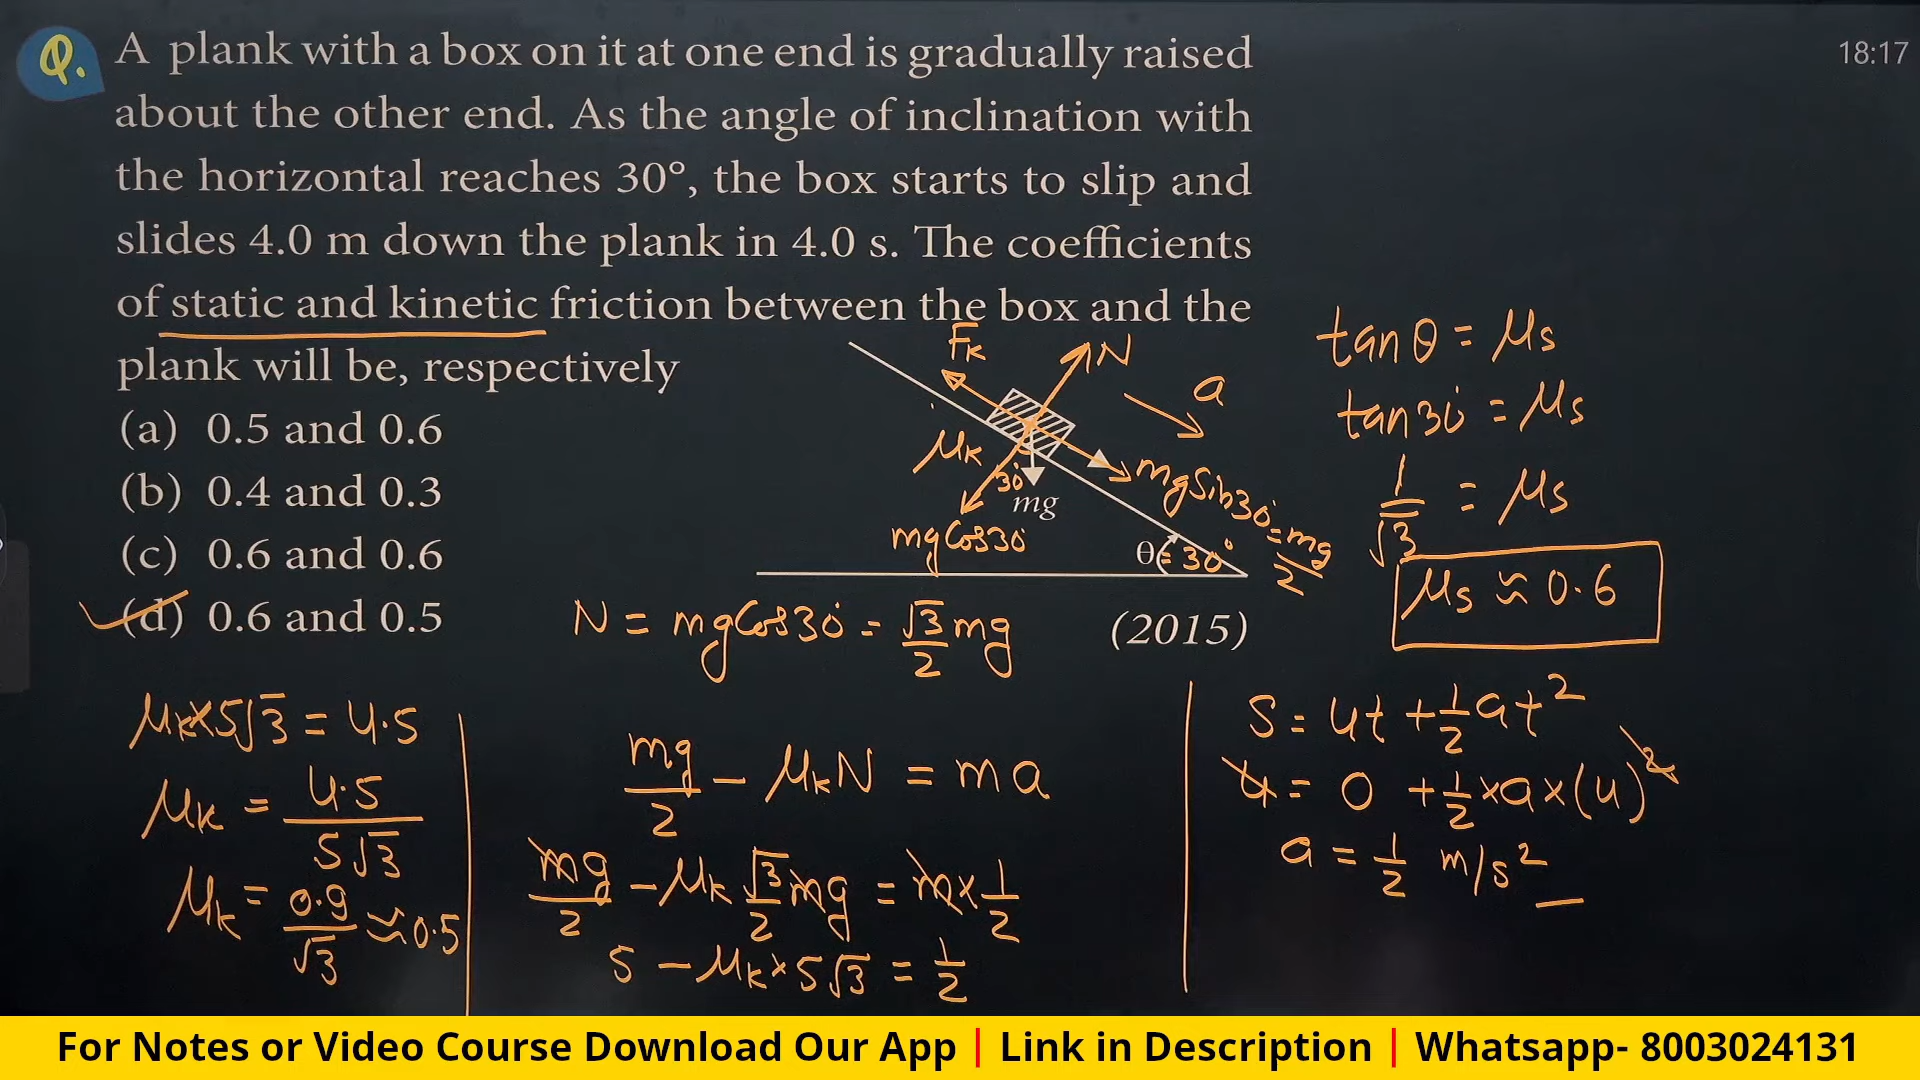 Q. A plank with a box on it at one end is gradually raised
about the other end. As the angle of inclination with
the horizontal reaches 30°, the box starts to slip and
slides 4.0 m down the plank in 4.0 s. The coefficients
of static and kinetic friction between the box and the
plank will be, respectively
(a) 0.5 and 0.6
(b) 0.4 and 0.3
(c) 0.6 and 0.6
(d) 0.6 and 0.5
18:17
FK
N
a
μK
30°
mg
mgSin30° = mg/2
mgCos30°
θ = 30°
(2015)
tanθ = μs
tan30° = μs
1/√3 = μs
μs ≈ 0.6
N = mgCos30° = √3/2 mg
μK×5√3 = 4.5
μK = 4.5/5√3
μK = 0.9/√3 ≈ 0.5
mg/2 - μKN = ma
mg/2 - μK √3/2 mg = m×1/2
5 - μK×5√3 = 1/2
S = ut + 1/2 at²
4 = 0 + 1/2×a×(4)²
a = 1/2 m/s²
For Notes or Video Course Download Our App | Link in Description | Whatsapp- 8003024131